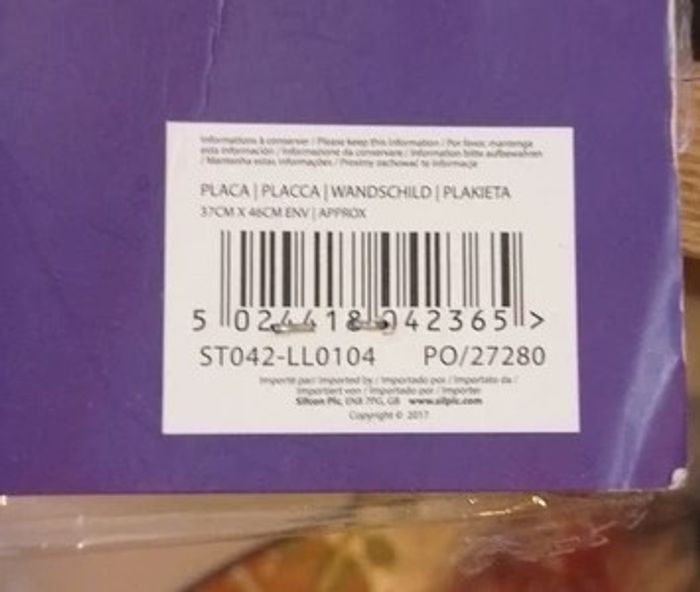 Informations à conserver / Please keep this information / Por favor, mantenga
esta información / Informazione da conservare / Information bitte aufbewahren
/ Mantenha estas informações / Prosimy zachować te informacje
PLACA | PLACCA | WANDSCHILD | PLAKIETA
37CM X 46CM ENV | APPROX
5 024418 042365 >
ST042-LL0104 PO/27280
Importé par/ Imported by / Importado por / Importato da /
Importiert von / Importado por / Importer
Plc, EN8 7PG, GB www.silplc.com
Copyright © 2017